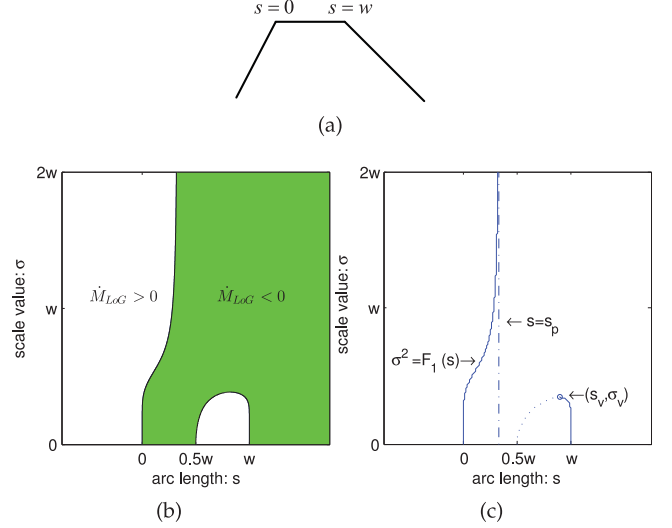 s = 0 s = w
(a)
2w
w
0
scale value: σ
Ṁ_LoG > 0 Ṁ_LoG < 0
0 0.5w w
arc length: s
(b)
2w
w
0
scale value: σ
← s=s_p
σ²=F₁(s)→
←(s_v,σ_v)
0 0.5w w
arc length: s
(c)